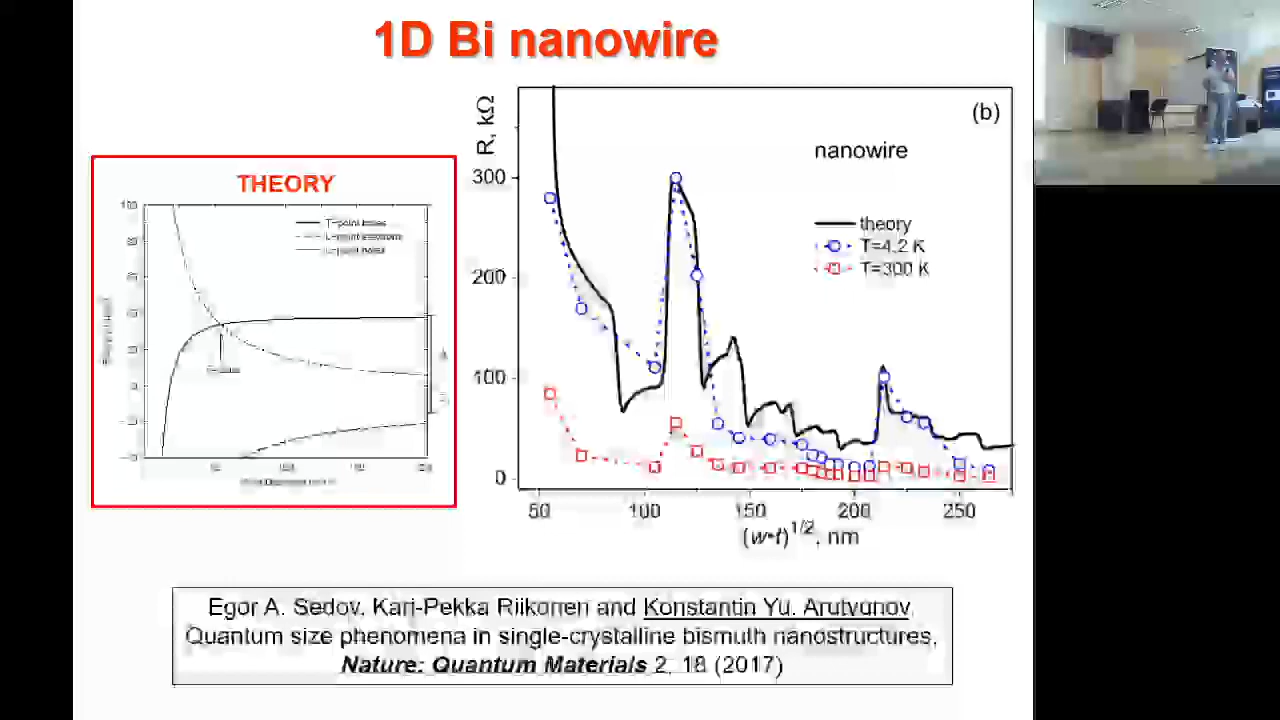 1D Bi nanowire
THEORY
100
0
R, kΩ
(b)
nanowire
theory
T=4.2 K
T=300 K
300
200
100
0
50 100 150 200 250
(w•t)1/2, nm
Egor A. Sedov, Kari-Pekka Riikonen and Konstantin Yu. Arutyunov,
Quantum size phenomena in single-crystalline bismuth nanostructures,
Nature: Quantum Materials 2, 18 (2017)